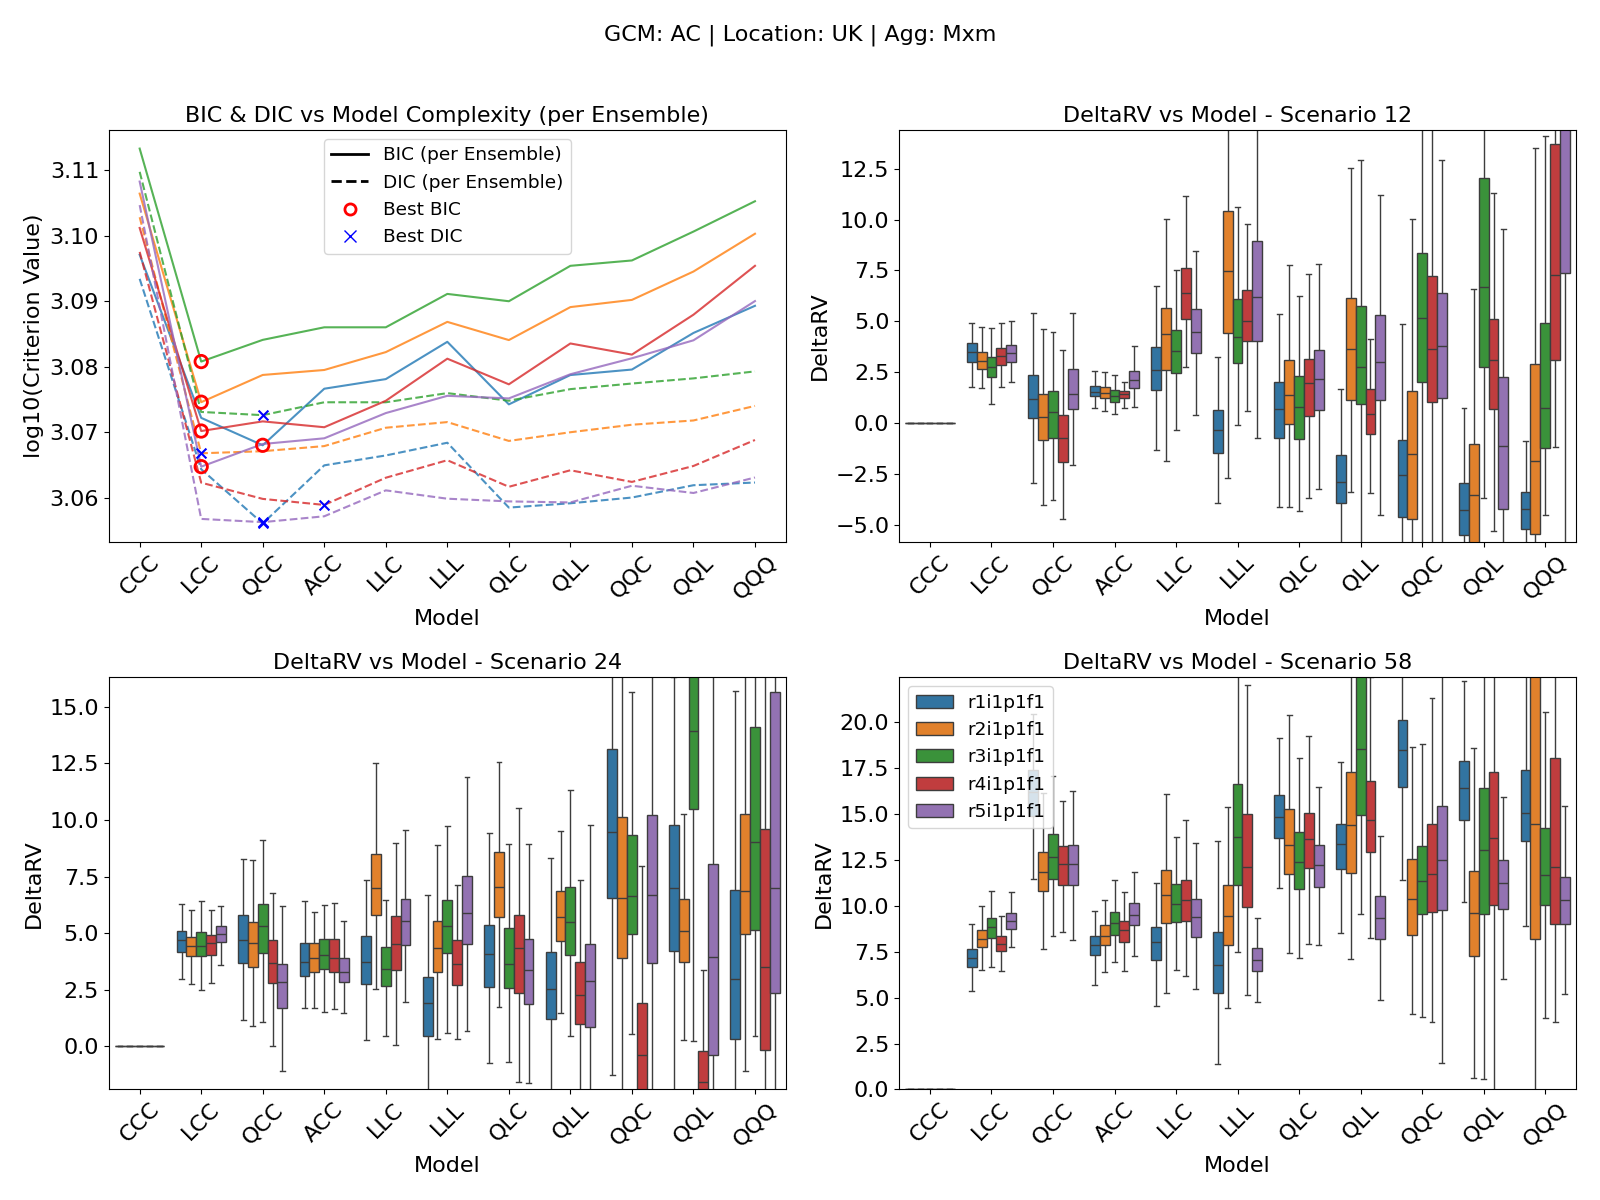 GCM: AC | Location: UK | Agg: Mxm
BIC & DIC vs Model Complexity (per Ensemble)
log10(Criterion Value)
3.11
3.10
3.09
3.08
3.07
3.06
BIC (per Ensemble)
DIC (per Ensemble)
Best BIC
Best DIC
CCC LCC QCC ACC LLC LLL QLC QLL QQC QQL QQQ
Model
DeltaRV vs Model - Scenario 12
DeltaRV
12.5
10.0
7.5
5.0
2.5
0.0
−2.5
−5.0
CCC LCC QCC ACC LLC LLL QLC QLL QQC QQL QQQ
Model
DeltaRV vs Model - Scenario 24
DeltaRV
15.0
12.5
10.0
7.5
5.0
2.5
0.0
CCC LCC QCC ACC LLC LLL QLC QLL QQC QQL QQQ
Model
DeltaRV vs Model - Scenario 58
DeltaRV
20.0
17.5
15.0
12.5
10.0
7.5
5.0
2.5
0.0
r1i1p1f1
r2i1p1f1
r3i1p1f1
r4i1p1f1
r5i1p1f1
CCC LCC QCC ACC LLC LLL QLC QLL QQC QQL QQQ
Model